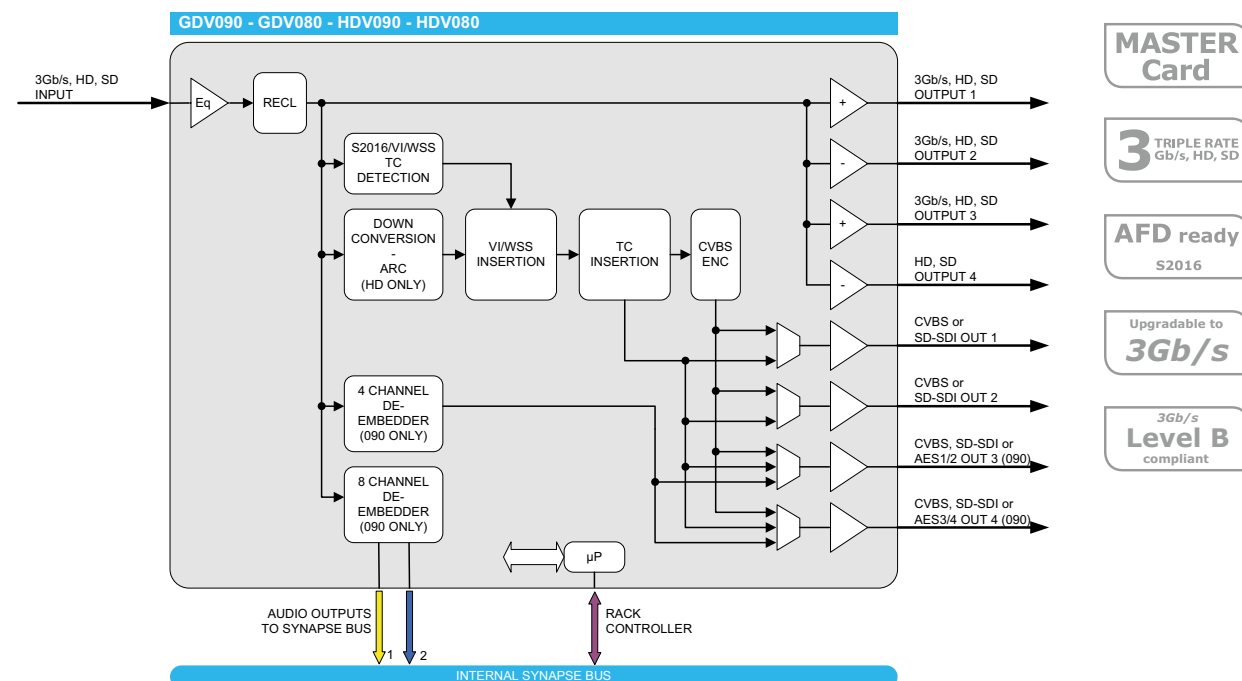 GDV090 - GDV080 - HDV090 - HDV080
3Gb/s, HD, SD
INPUT
Eq
RECL
S2016/VI/WSS
TC
DETECTION
DOWN
CONVERSION
-
ARC
(HD ONLY)
VI/WSS
INSERTION
TC
INSERTION
CVBS
ENC
4 CHANNEL
DE-
EMBEDDER
(090 ONLY)
8 CHANNEL
DE-
EMBEDDER
(090 ONLY)
µP
+
-
+
-
3Gb/s, HD, SD
OUTPUT 1
3Gb/s, HD, SD
OUTPUT 2
3Gb/s, HD, SD
OUTPUT 3
HD, SD
OUTPUT 4
CVBS or
SD-SDI OUT 1
CVBS or
SD-SDI OUT 2
CVBS, SD-SDI or
AES1/2 OUT 3 (090)
CVBS, SD-SDI or
AES3/4 OUT 4 (090)
AUDIO OUTPUTS
TO SYNAPSE BUS
1
2
RACK
CONTROLLER
INTERNAL SYNAPSE BUS
MASTER
Card
3 TRIPLE RATE
Gb/s, HD, SD
AFD ready
S2016
Upgradable to
3Gb/s
3Gb/s
Level B
compliant